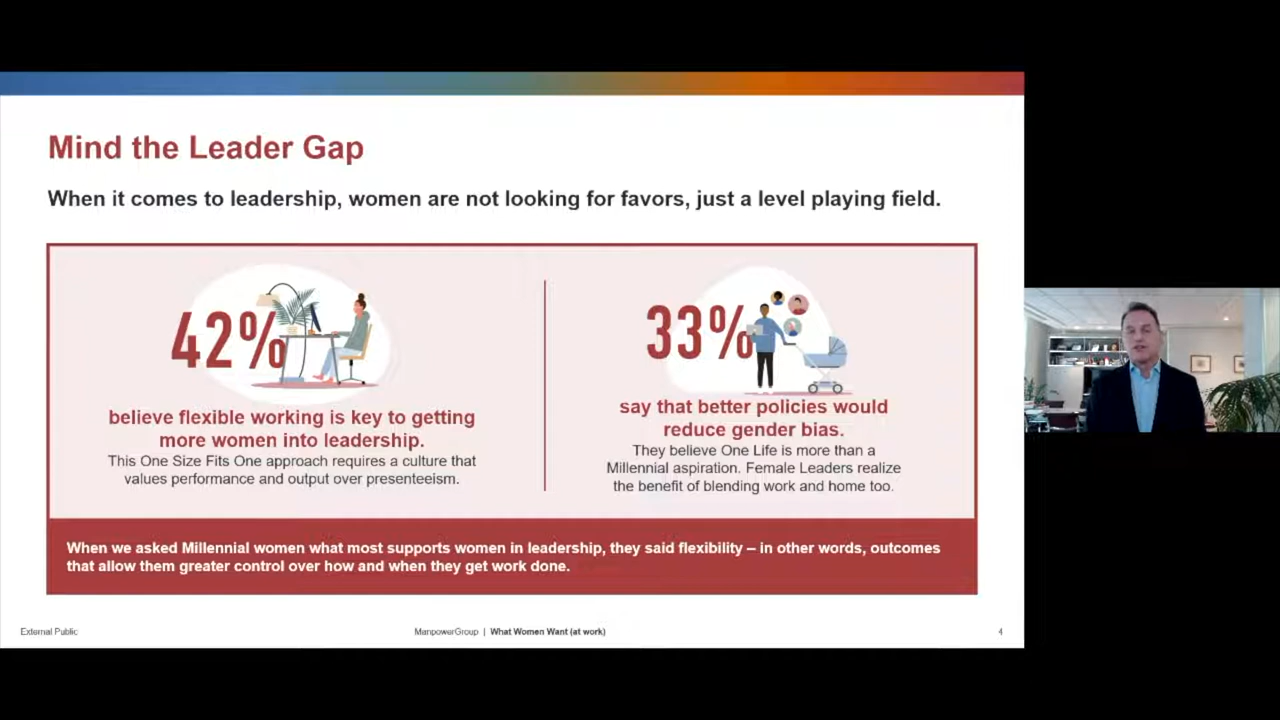 Mind the Leader Gap
When it comes to leadership, women are not looking for favors, just a level playing field.
42%
believe flexible working is key to getting
more women into leadership.
This One Size Fits One approach requires a culture that
values performance and output over presenteeism.
33%
say that better policies would
reduce gender bias.
They believe One Life is more than a
Millennial aspiration. Female Leaders realize
the benefit of blending work and home too.
When we asked Millennial women what most supports women in leadership, they said flexibility – in other words, outcomes
that allow them greater control over how and when they get work done.
External Public
ManpowerGroup | What Women Want (at work)
4